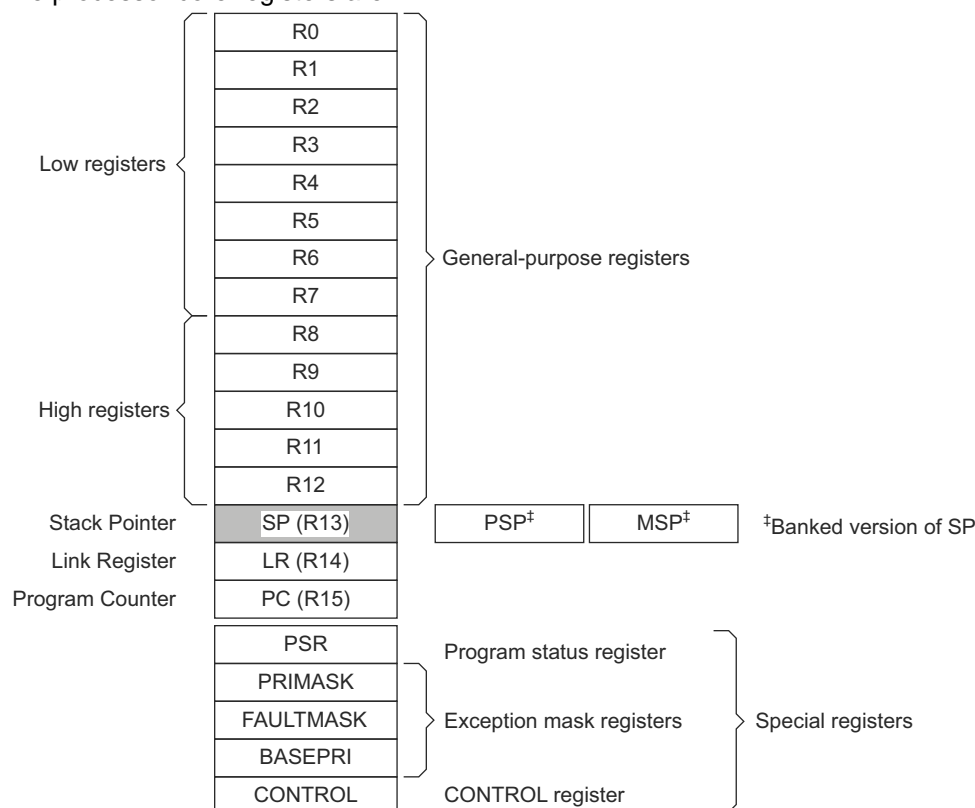 R0
R1
R2
R3
Low registers
R4
R5
R6
General-purpose registers
R7
R8
R9
High registers
R10
R11
R12
Stack Pointer SP (R13) PSP‡ MSP‡ ‡Banked version of SP
Link Register LR (R14)
Program Counter PC (R15)
PSR Program status register
PRIMASK
FAULTMASK Exception mask registers Special registers
BASEPRI
CONTROL CONTROL register